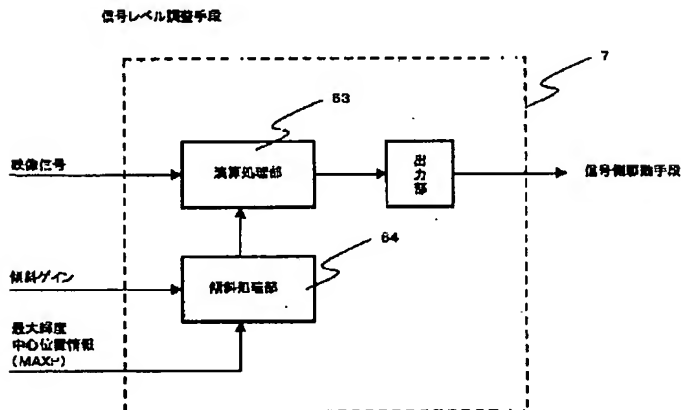 信号レベル調整手段
7
63
映像信号
演算処理部
出力部
信号側駆動手段
64
傾斜ゲイン
傾斜処理部
最大輝度
中心位置情報
(MAXP)